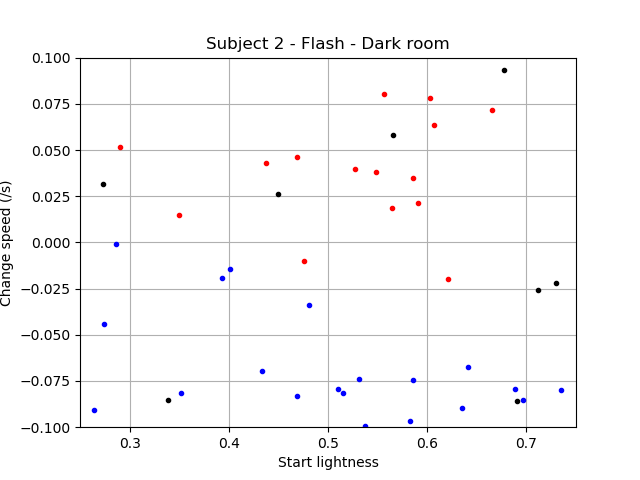 Subject 2 - Flash - Dark room
0.100
0.075
0.050
0.025
0.000
−0.025
−0.050
−0.075
−0.100
Change speed (/s)
0.3 0.4 0.5 0.6 0.7
Start lightness